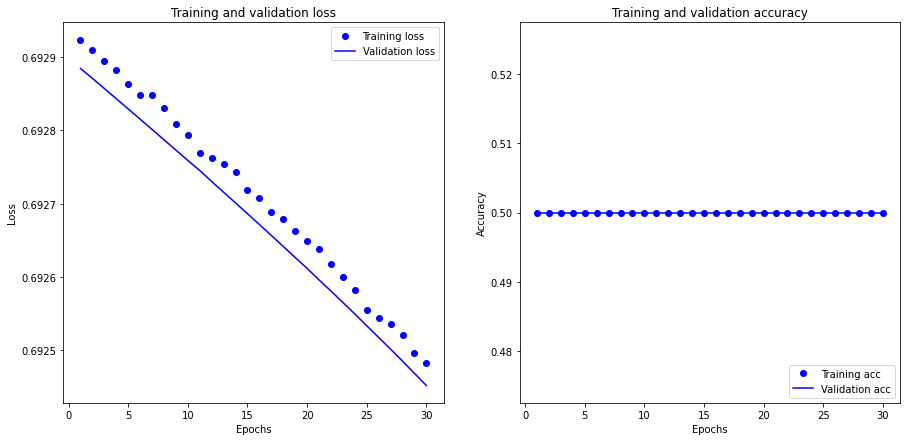 Training and validation loss
Training loss
Validation loss
0.6929
0.6928
0.6927
0.6926
0.6925
Loss
0 5 10 15 20 25 30
Epochs
Training and validation accuracy
0.52
0.51
0.50
0.49
0.48
Accuracy
Training acc
Validation acc
0 5 10 15 20 25 30
Epochs